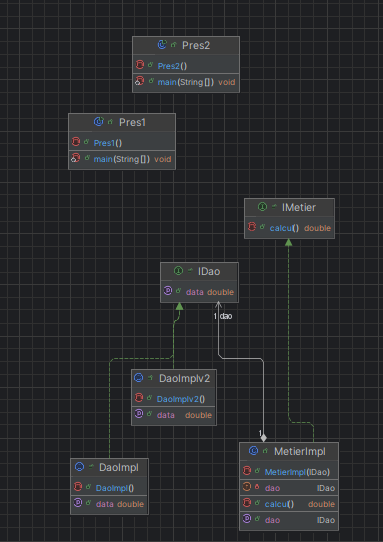 Pres2
Pres2()
main(String[]) void
Pres1
Pres1()
main(String[]) void
IMetier
calcu() double
IDao
data double
1 dao
DaoImplv2
DaoImplv2()
data double
1
MetierImpl
MetierImpl(IDao)
dao IDao
calcu() double
dao IDao
DaoImpl
DaoImpl()
data double